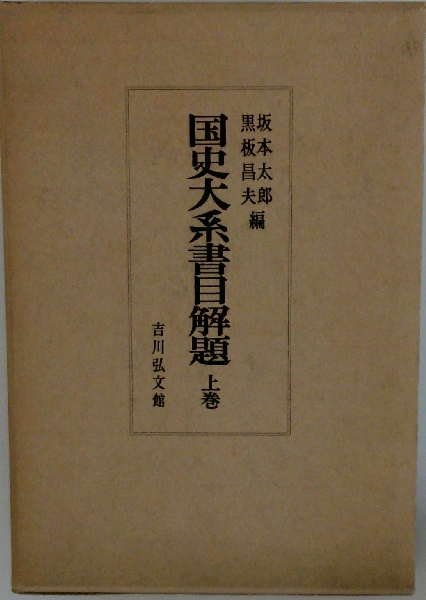 坂本太郎
黒板昌夫
編
国史大系書目解題 上巻
吉川弘文館